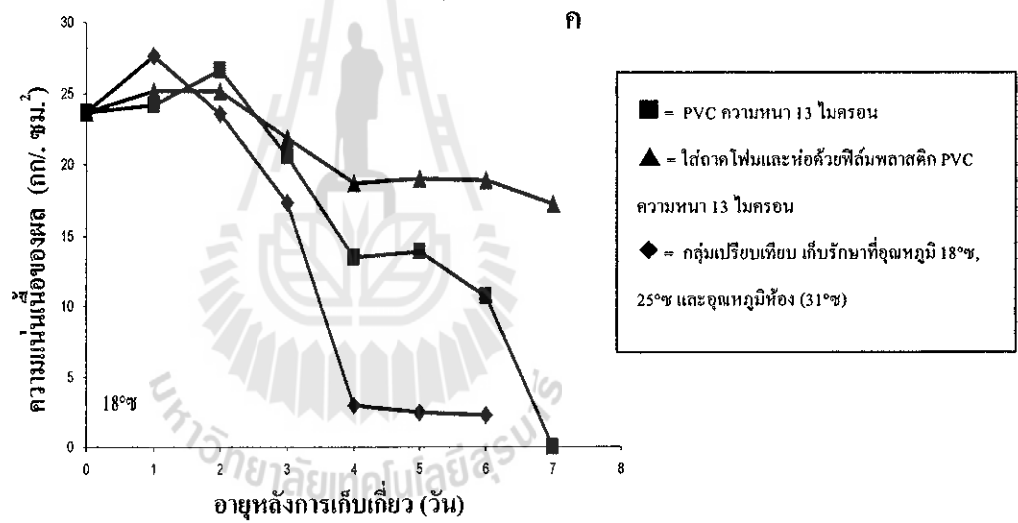 ค
30
25
20
15
10
5
0
ความแน่นเนื้อของผล (กก/. ซม.²)
18°ซ
0 1 2 3 4 5 6 7 8
อายุหลังการเก็บเกี่ยว (วัน)
■ = PVC ความหนา 13 ไมครอน
▲ = ใส่ถาดโฟมและห่อด้วยฟิล์มพลาสติก PVC
ความหนา 13 ไมครอน
◆ = กลุ่มเปรียบเทียบ เก็บรักษาที่อุณหภูมิ 18°ซ,
25°ซ และอุณหภูมิห้อง (31°ซ)